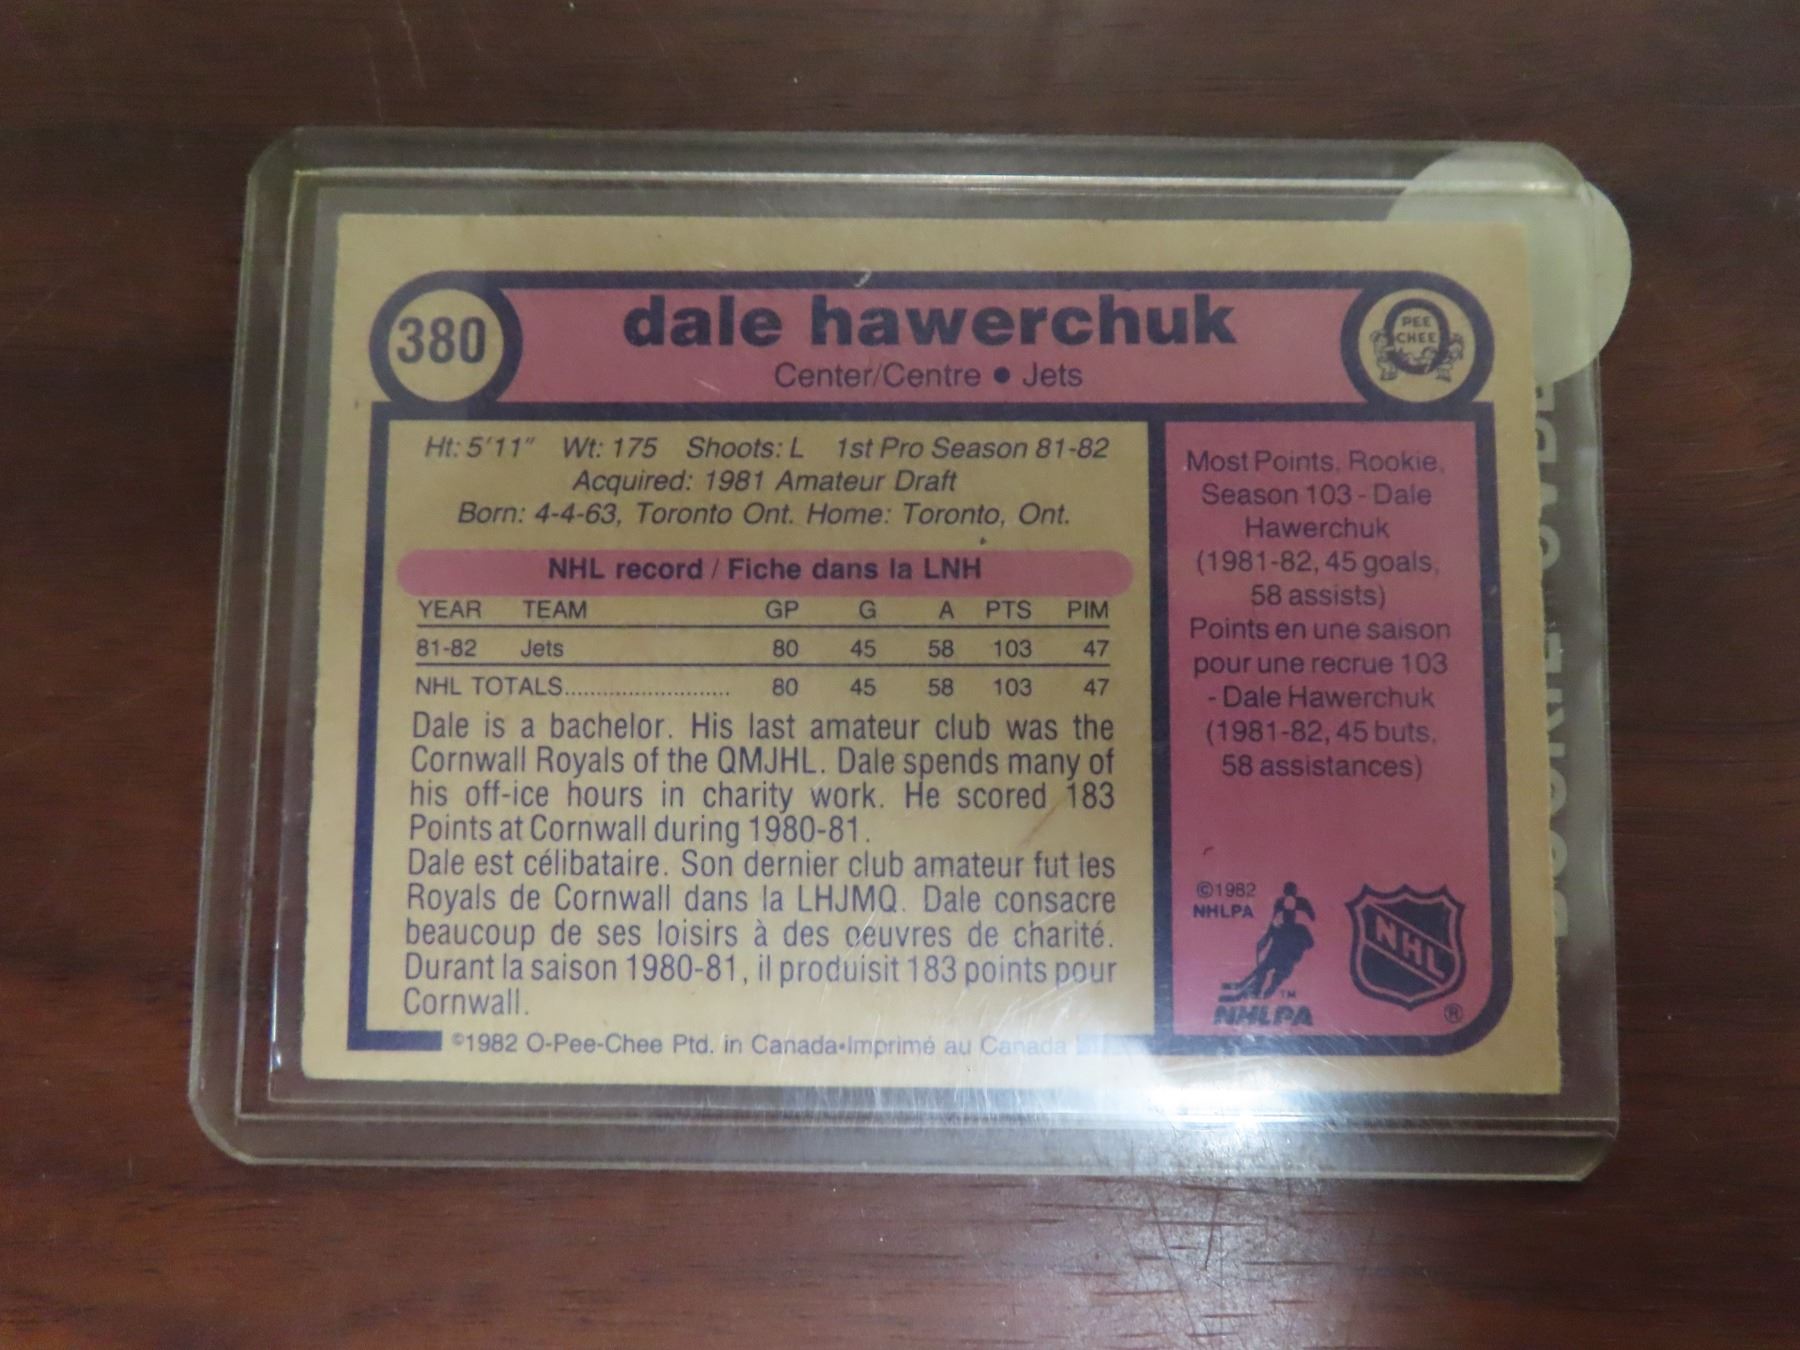 380
dale hawerchuk
Center/Centre • Jets
PEE
CHEE
Ht: 5'11" Wt: 175 Shoots: L 1st Pro Season 81-82
Acquired: 1981 Amateur Draft
Born: 4-4-63, Toronto Ont. Home: Toronto, Ont.
NHL record / Fiche dans la LNH
YEAR TEAM GP G A PTS PIM
81-82 Jets 80 45 58 103 47
NHL TOTALS........................... 80 45 58 103 47
Dale is a bachelor. His last amateur club was the
Cornwall Royals of the QMJHL. Dale spends many of
his off-ice hours in charity work. He scored 183
Points at Cornwall during 1980-81.
Dale est célibataire. Son dernier club amateur fut les
Royals de Cornwall dans la LHJMQ. Dale consacre
beaucoup de ses loisirs à des oeuvres de charité.
Durant la saison 1980-81, il produisit 183 points pour
Cornwall.
©1982 O-Pee-Chee Ptd. in Canada•Imprimé au Canada
Most Points, Rookie,
Season 103 - Dale
Hawerchuk
(1981-82, 45 goals,
58 assists)
Points en une saison
pour une recrue 103
- Dale Hawerchuk
(1981-82, 45 buts,
58 assistances)
©1982
NHLPA
TM
NHLPA
NHL
®